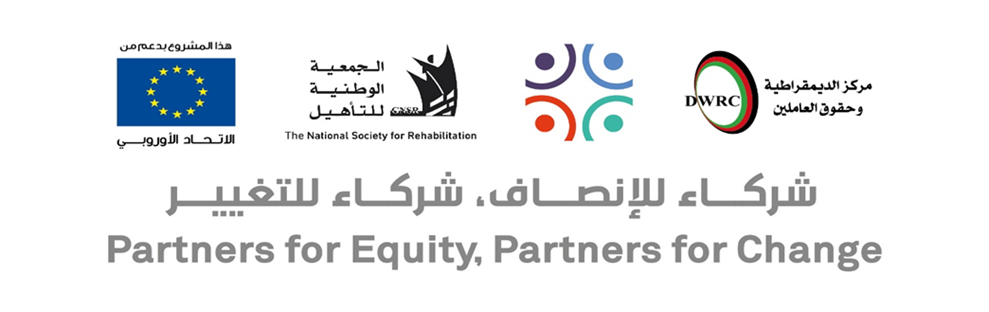 هذا المشروع بدعم من
الاتحاد الأوروبي
الجمعية
الوطنية
للتأهيل
The National Society for Rehabilitation
DWRC
مركز الديمقراطية
وحقوق العاملين
شركاء للإنصاف، شركاء للتغيير
Partners for Equity, Partners for Change